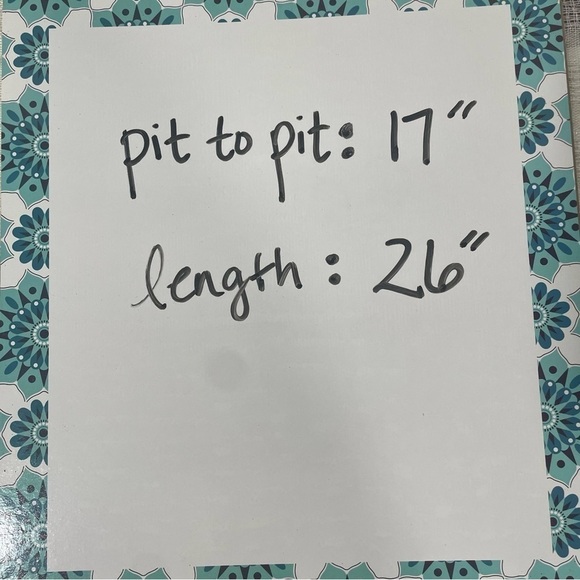 pit to pit: 17"
length: 26"